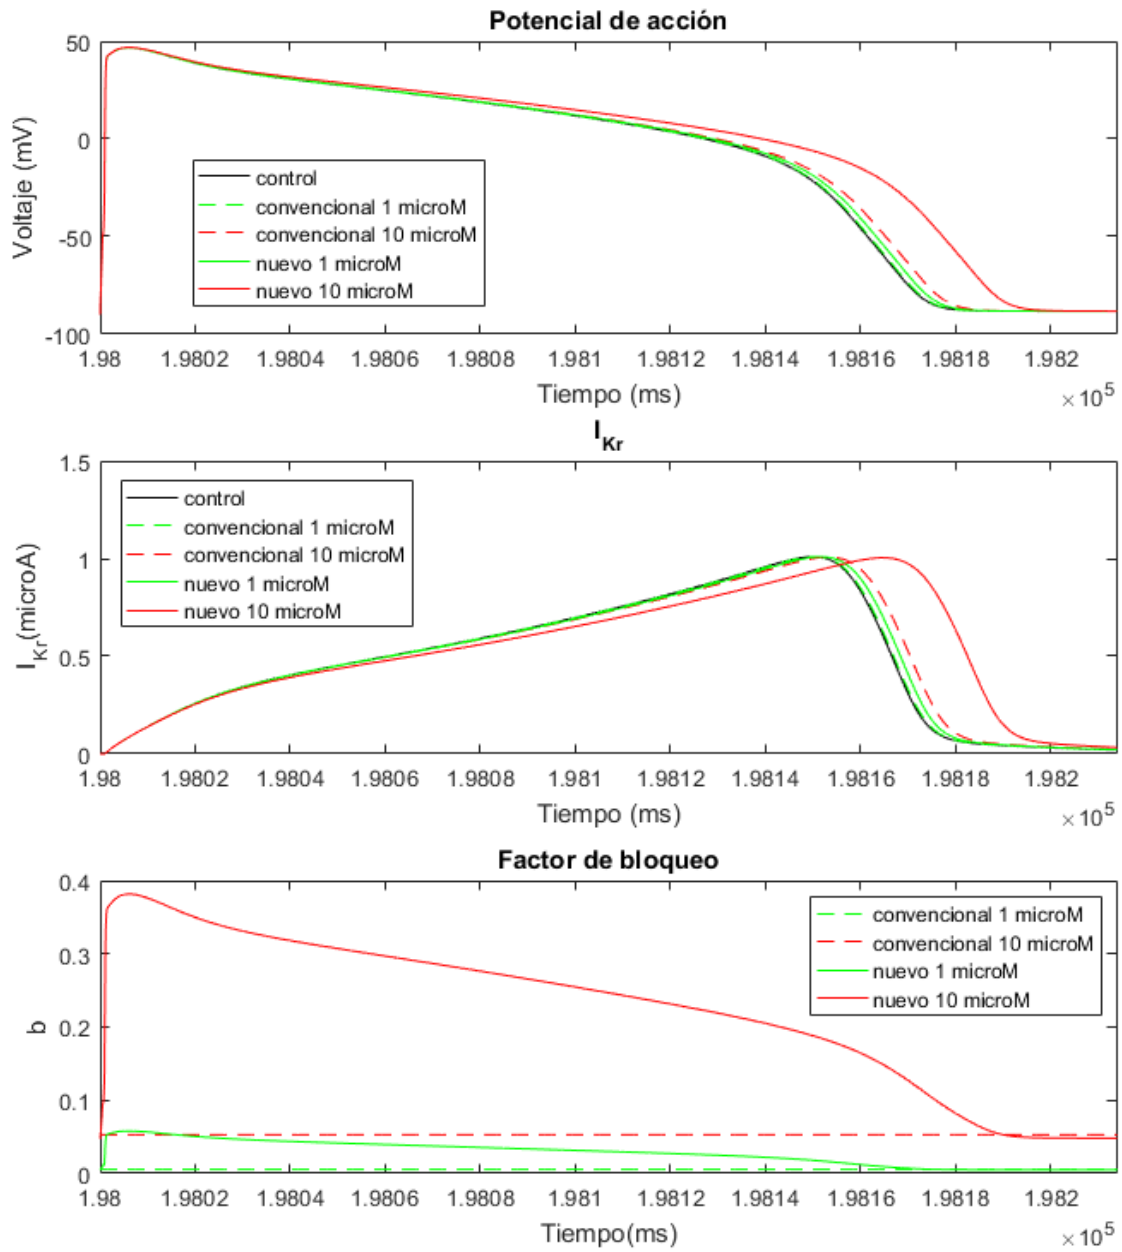 Potencial de acción
50
0
-50
-100
Voltaje (mV)
control
convencional 1 microM
convencional 10 microM
nuevo 1 microM
nuevo 10 microM
1.98 1.9802 1.9804 1.9806 1.9808 1.981 1.9812 1.9814 1.9816 1.9818 1.982
Tiempo (ms)
×10^5
I_Kr
1.5
1
0.5
0
I_Kr(microA)
control
convencional 1 microM
convencional 10 microM
nuevo 1 microM
nuevo 10 microM
1.98 1.9802 1.9804 1.9806 1.9808 1.981 1.9812 1.9814 1.9816 1.9818 1.982
Tiempo (ms)
×10^5
Factor de bloqueo
0.4
0.3
0.2
0.1
0
b
convencional 1 microM
convencional 10 microM
nuevo 1 microM
nuevo 10 microM
1.98 1.9802 1.9804 1.9806 1.9808 1.981 1.9812 1.9814 1.9816 1.9818 1.982
Tiempo(ms)
×10^5